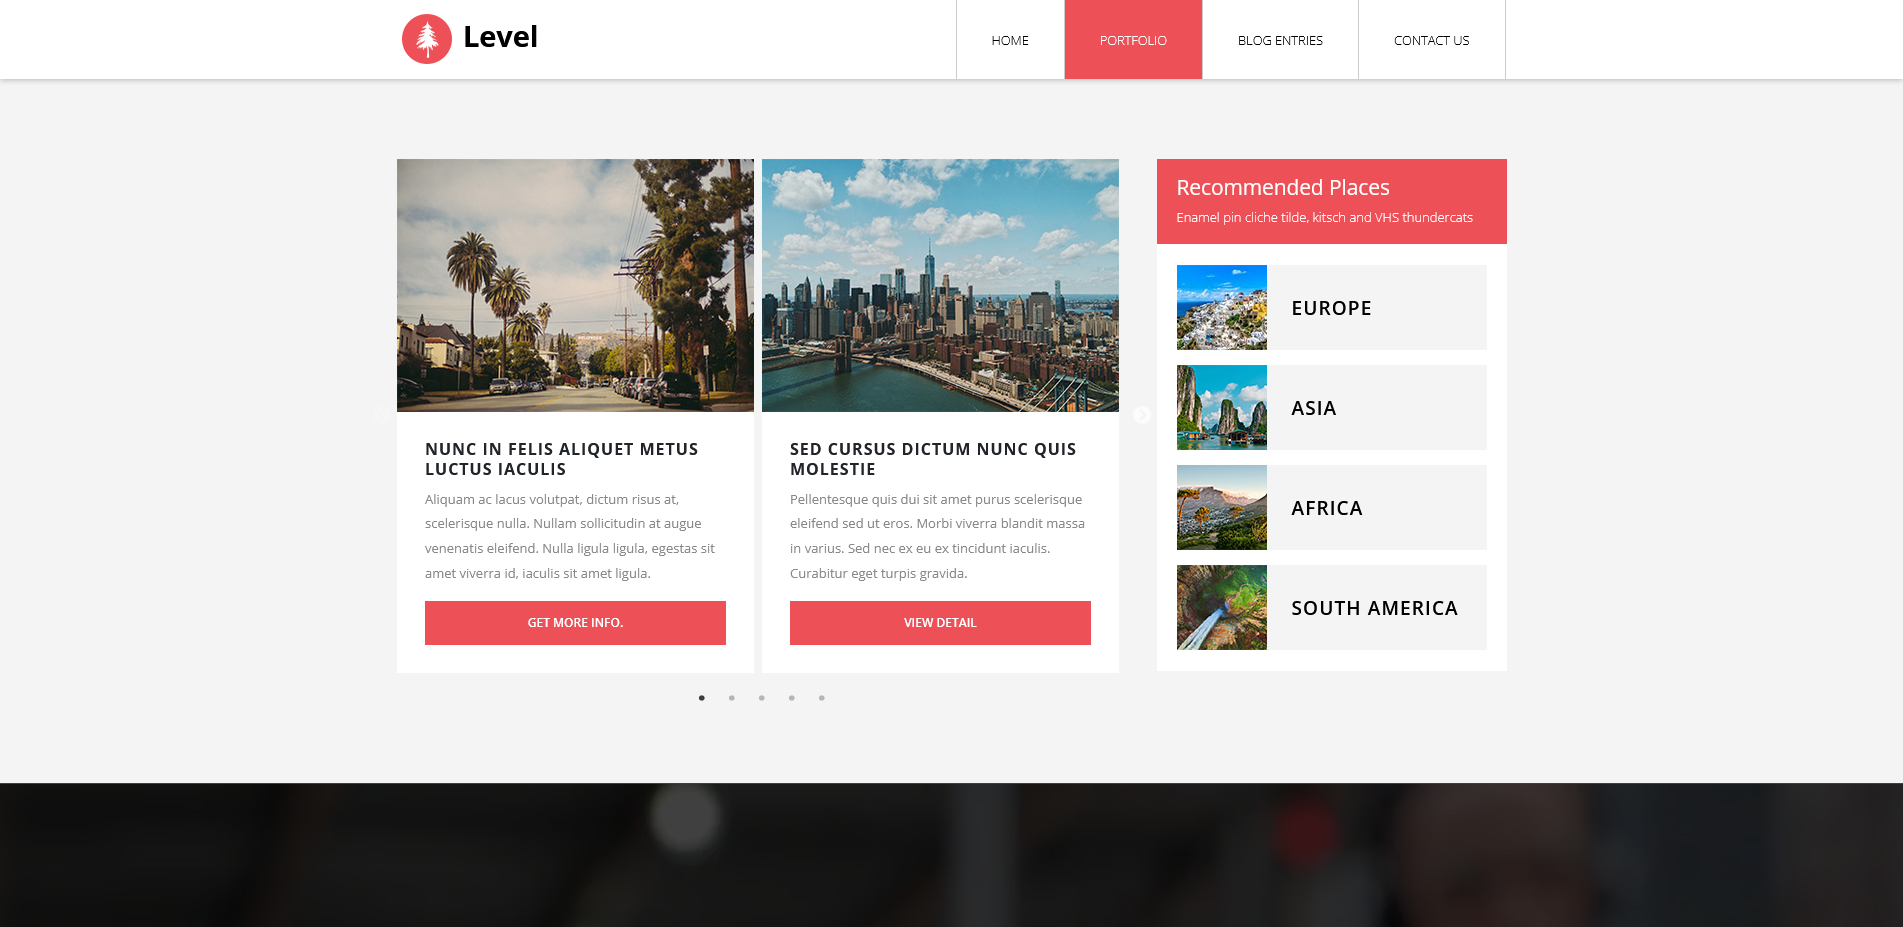 Level
HOME
PORTFOLIO
BLOG ENTRIES
CONTACT US
NUNC IN FELIS ALIQUET METUS
LUCTUS IACULIS
Aliquam ac lacus volutpat, dictum risus at,
scelerisque nulla. Nullam sollicitudin at augue
venenatis eleifend. Nulla ligula ligula, egestas sit
amet viverra id, iaculis sit amet ligula.
GET MORE INFO.
SED CURSUS DICTUM NUNC QUIS
MOLESTIE
Pellentesque quis dui sit amet purus scelerisque
eleifend sed ut eros. Morbi viverra blandit massa
in varius. Sed nec ex eu ex tincidunt iaculis.
Curabitur eget turpis gravida.
VIEW DETAIL
Recommended Places
Enamel pin cliche tilde, kitsch and VHS thundercats
EUROPE
ASIA
AFRICA
SOUTH AMERICA